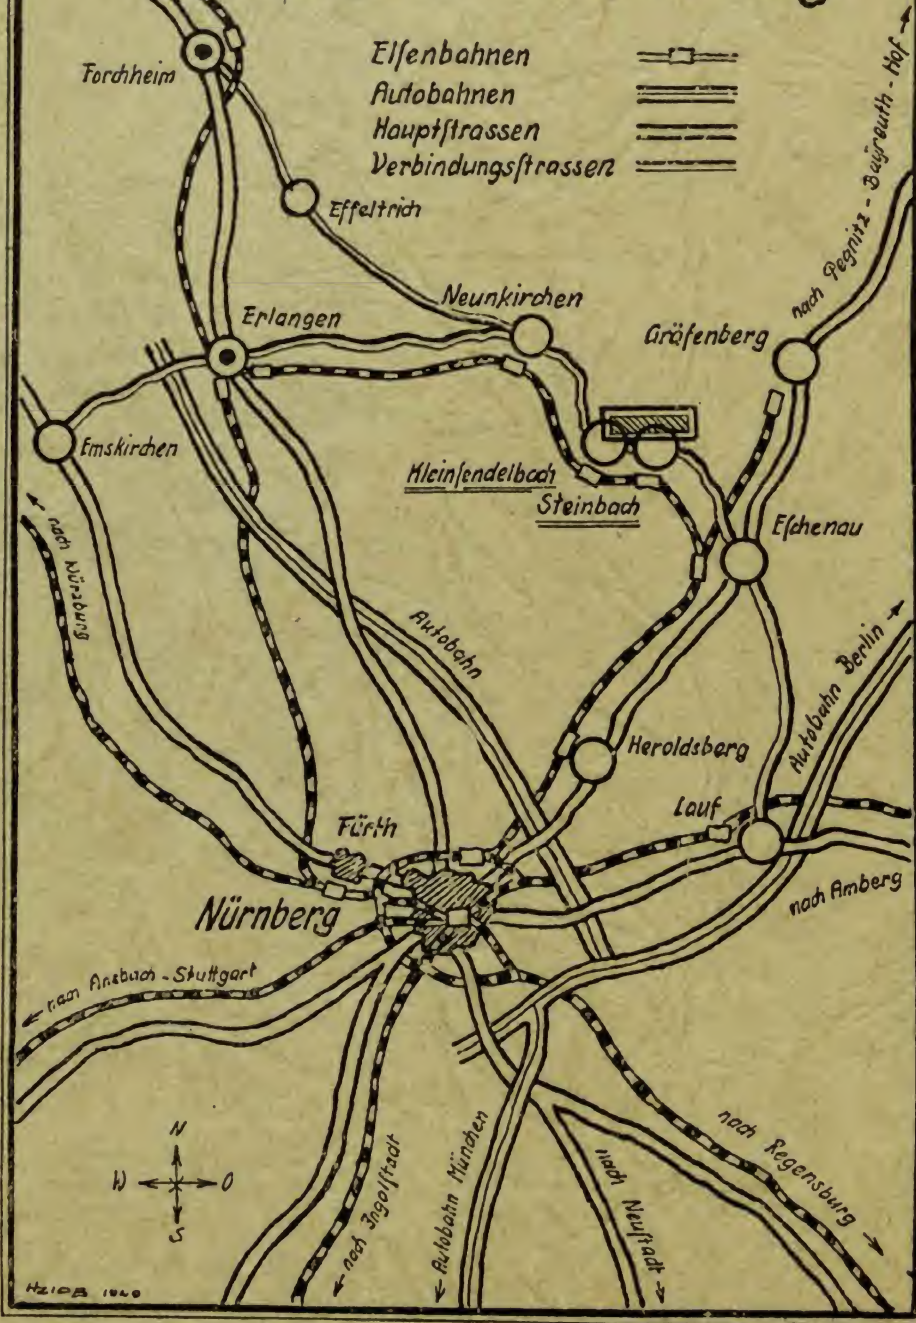 Eiſenbahnen
Autobahnen
Hauptſtrassen
Verbindungsſtrassen
Forchheim
Effeltrich
nach Pegnitz - Bayreuth - Hof
Neunkirchen
Erlangen
Gräfenberg
Emskirchen
Kleinſendelbach
Steinbach
Eſchenau
nach Würzburg
Autobahn
Autobahn Berlin
Heroldsberg
Lauf
Fürth
Nürnberg
nach Amberg
nach Ansbach - Stuttgart
nach Ingolſtadt
Autobahn München
nach Neuſtadt
nach Regensburg
N
W O
S